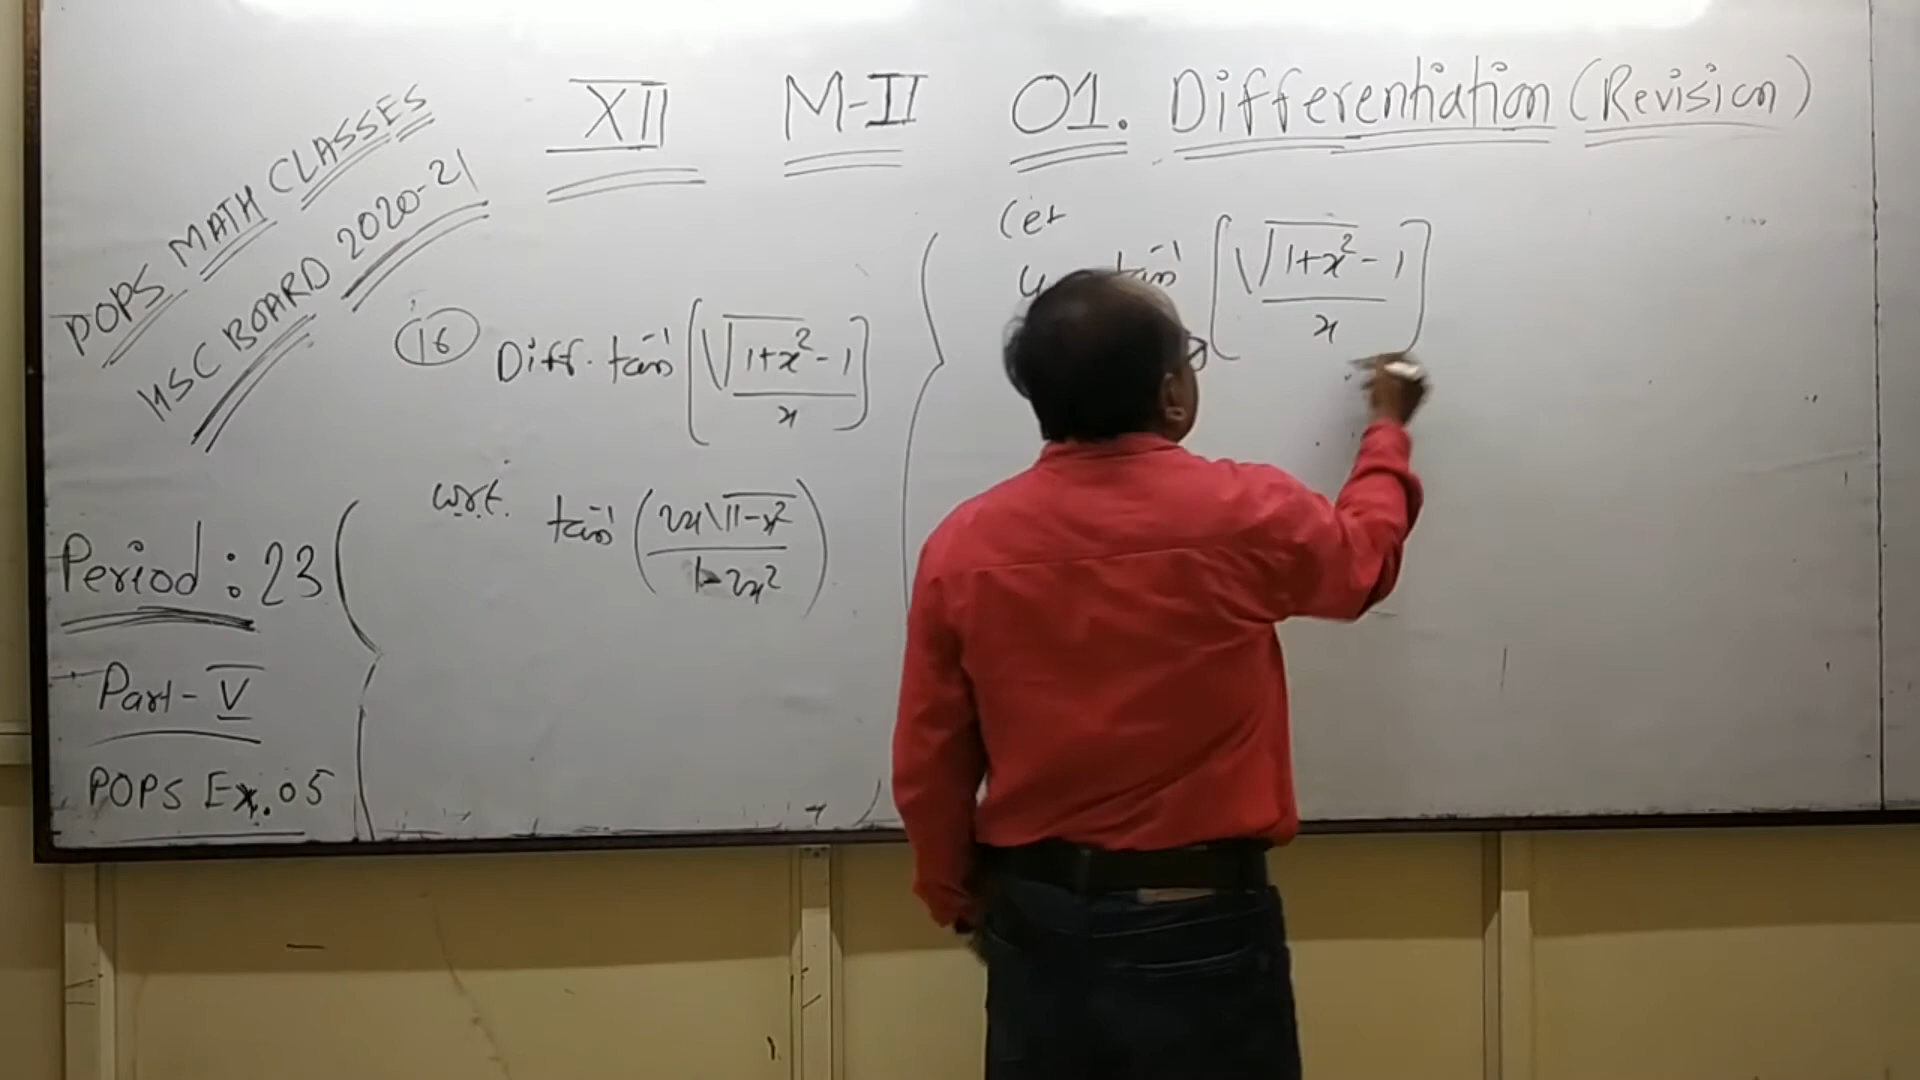 POPS MATH CLASSES
HSC BOARD 2020-21
XII M-II 01. Differentiation (Revision)
(16) Diff. tan⁻¹ [(√(1+x²) - 1)/x]
w.r.t. tan⁻¹ (2x√(1-x²)/(1-2x²))
Period : 23
Part - V
POPS Ex. 05
Let
tan⁻¹ [(√(1+x²) - 1)/x]